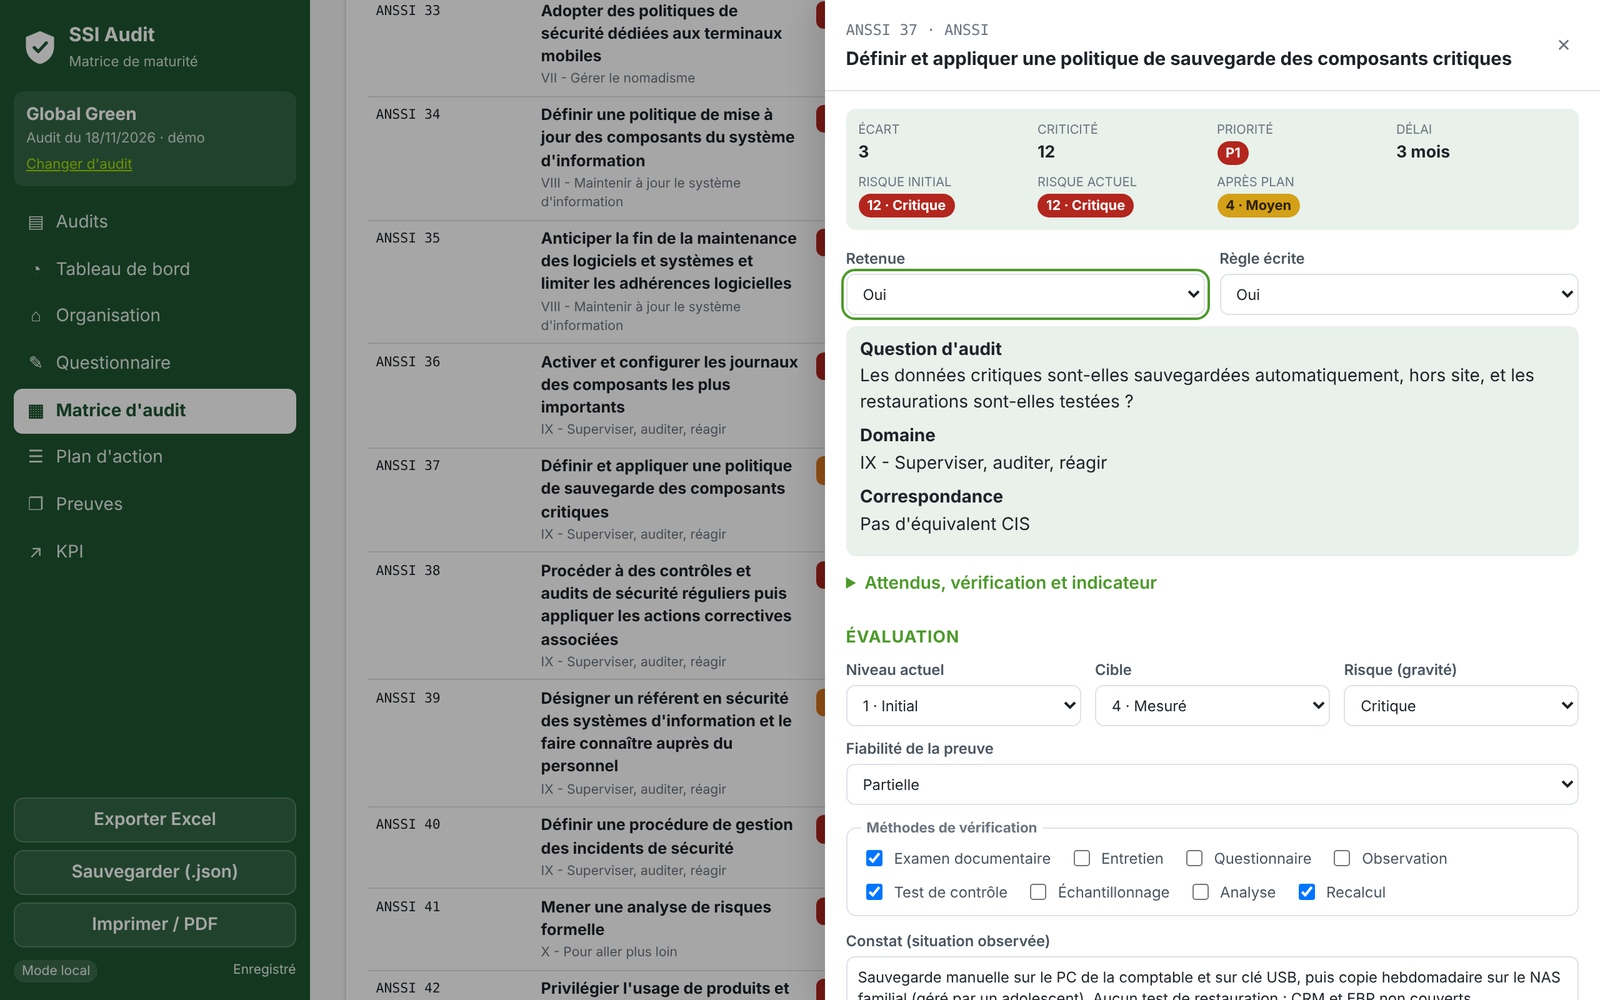 SSI Audit
Matrice de maturité
Global Green
Audit du 18/11/2026 · démo
Changer d'audit
Audits
Tableau de bord
Organisation
Questionnaire
Matrice d'audit
Plan d'action
Preuves
KPI
Exporter Excel
Sauvegarder (.json)
Imprimer / PDF
Mode local
Enregistré
ANSSI 33
Adopter des politiques de
sécurité dédiées aux terminaux
mobiles
VII - Gérer le nomadisme
ANSSI 34
Définir une politique de mise à
jour des composants du système
d'information
VIII - Maintenir à jour le système
d'information
ANSSI 35
Anticiper la fin de la maintenance
des logiciels et systèmes et
limiter les adhérences logicielles
VIII - Maintenir à jour le système
d'information
ANSSI 36
Activer et configurer les journaux
des composants les plus
importants
IX - Superviser, auditer, réagir
ANSSI 37
Définir et appliquer une politique
de sauvegarde des composants
critiques
IX - Superviser, auditer, réagir
ANSSI 38
Procéder à des contrôles et
audits de sécurité réguliers puis
appliquer les actions correctives
associées
IX - Superviser, auditer, réagir
ANSSI 39
Désigner un référent en sécurité
des systèmes d'information et le
faire connaître auprès du
personnel
IX - Superviser, auditer, réagir
ANSSI 40
Définir une procédure de gestion
des incidents de sécurité
IX - Superviser, auditer, réagir
ANSSI 41
Mener une analyse de risques
formelle
X - Pour aller plus loin
ANSSI 42
Privilégier l'usage de produits et
ANSSI 37 · ANSSI
Définir et appliquer une politique de sauvegarde des composants critiques
×
ÉCART
3
CRITICITÉ
12
PRIORITÉ
P1
DÉLAI
3 mois
RISQUE INITIAL
12 · Critique
RISQUE ACTUEL
12 · Critique
APRÈS PLAN
4 · Moyen
Retenue
Oui
Règle écrite
Oui
Question d'audit
Les données critiques sont-elles sauvegardées automatiquement, hors site, et les
restaurations sont-elles testées ?
Domaine
IX - Superviser, auditer, réagir
Correspondance
Pas d'équivalent CIS
Attendus, vérification et indicateur
ÉVALUATION
Niveau actuel
1 · Initial
Cible
4 · Mesuré
Risque (gravité)
Critique
Fiabilité de la preuve
Partielle
Méthodes de vérification
Examen documentaire
Entretien
Questionnaire
Observation
Test de contrôle
Échantillonnage
Analyse
Recalcul
Constat (situation observée)
Sauvegarde manuelle sur le PC de la comptable et sur clé USB, puis copie hebdomadaire sur le NAS
familial (géré par un adolescent). Aucun test de restauration ; CRM et ERP non couverts.